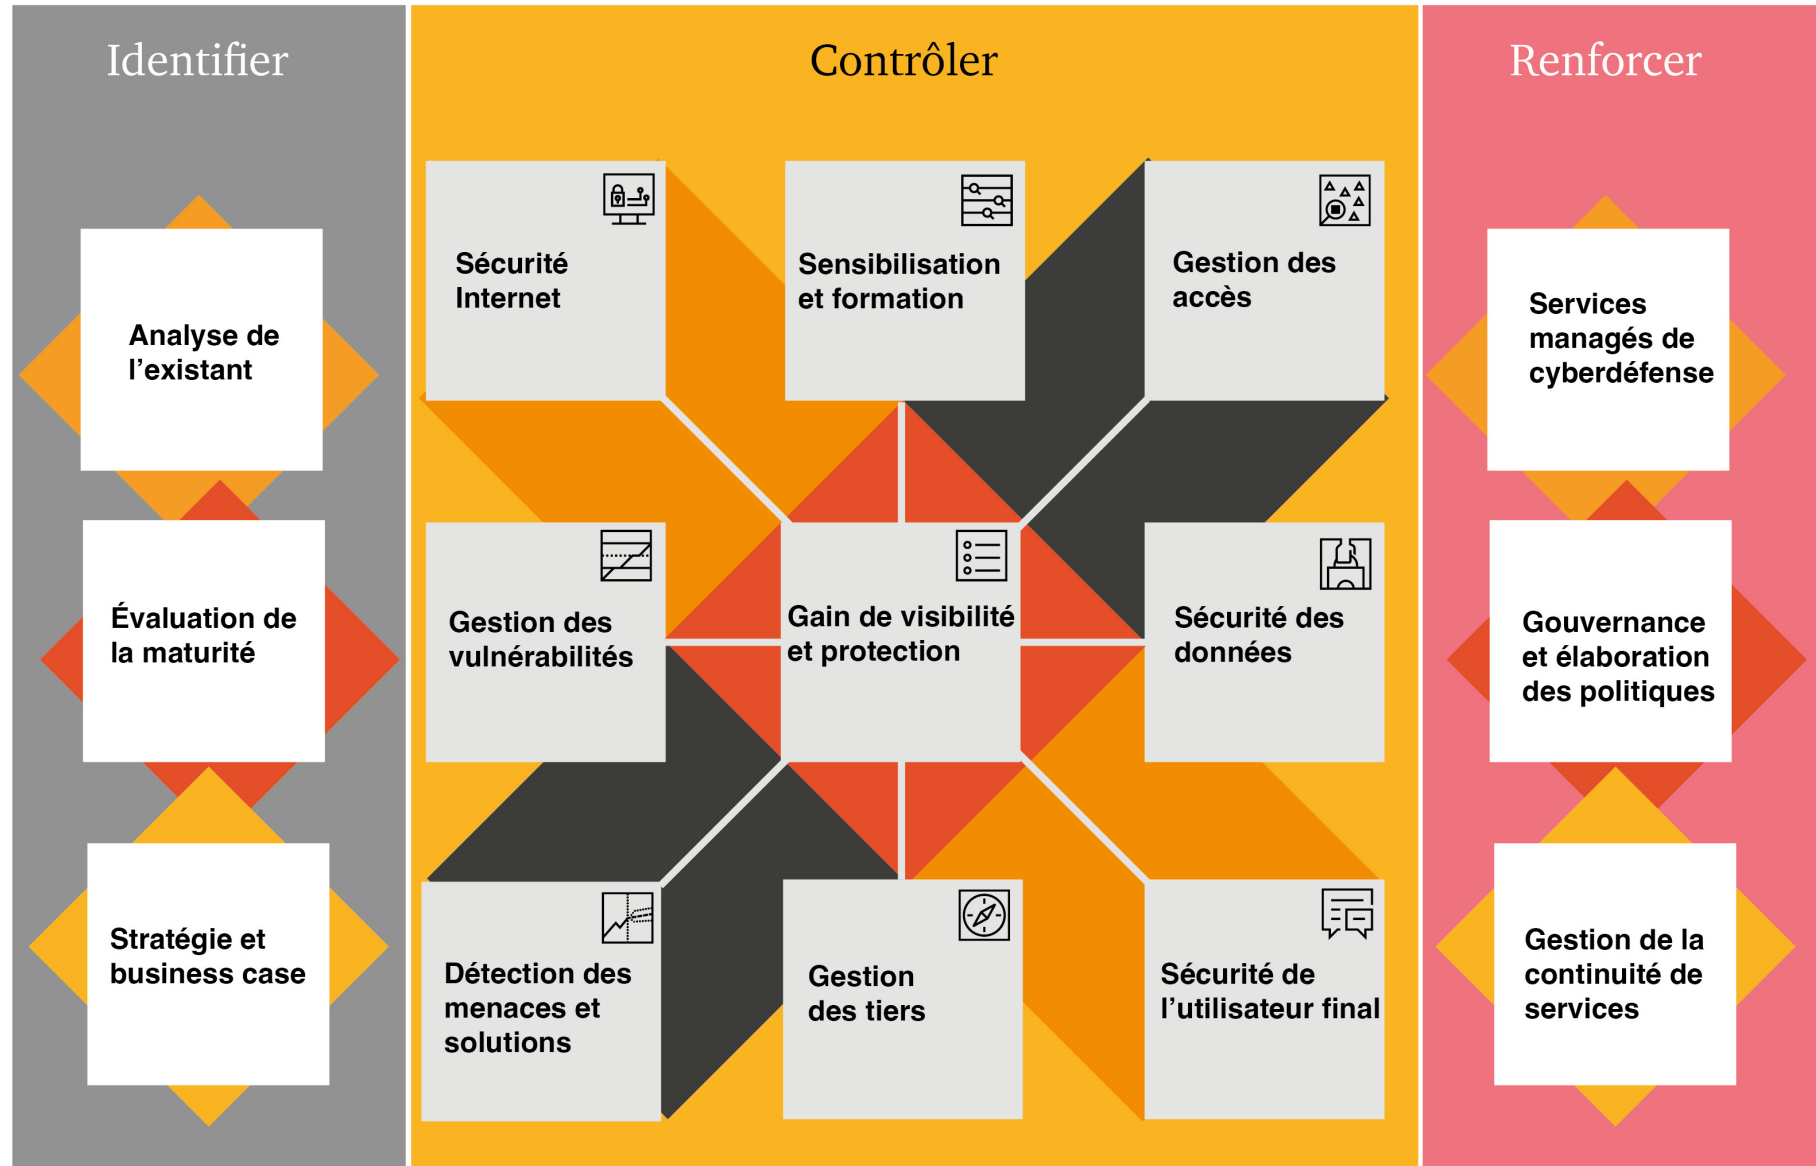 Identifier
Analyse de
l’existant
Évaluation de
la maturité
Stratégie et
business case
Contrôler
Sécurité
Internet
Sensibilisation
et formation
Gestion des
accès
Gestion des
vulnérabilités
Gain de visibilité
et protection
Sécurité des
données
Détection des
menaces et
solutions
Gestion
des tiers
Sécurité de
l’utilisateur final
Renforcer
Services
managés de
cyberdéfense
Gouvernance
et élaboration
des politiques
Gestion de la
continuité de
services